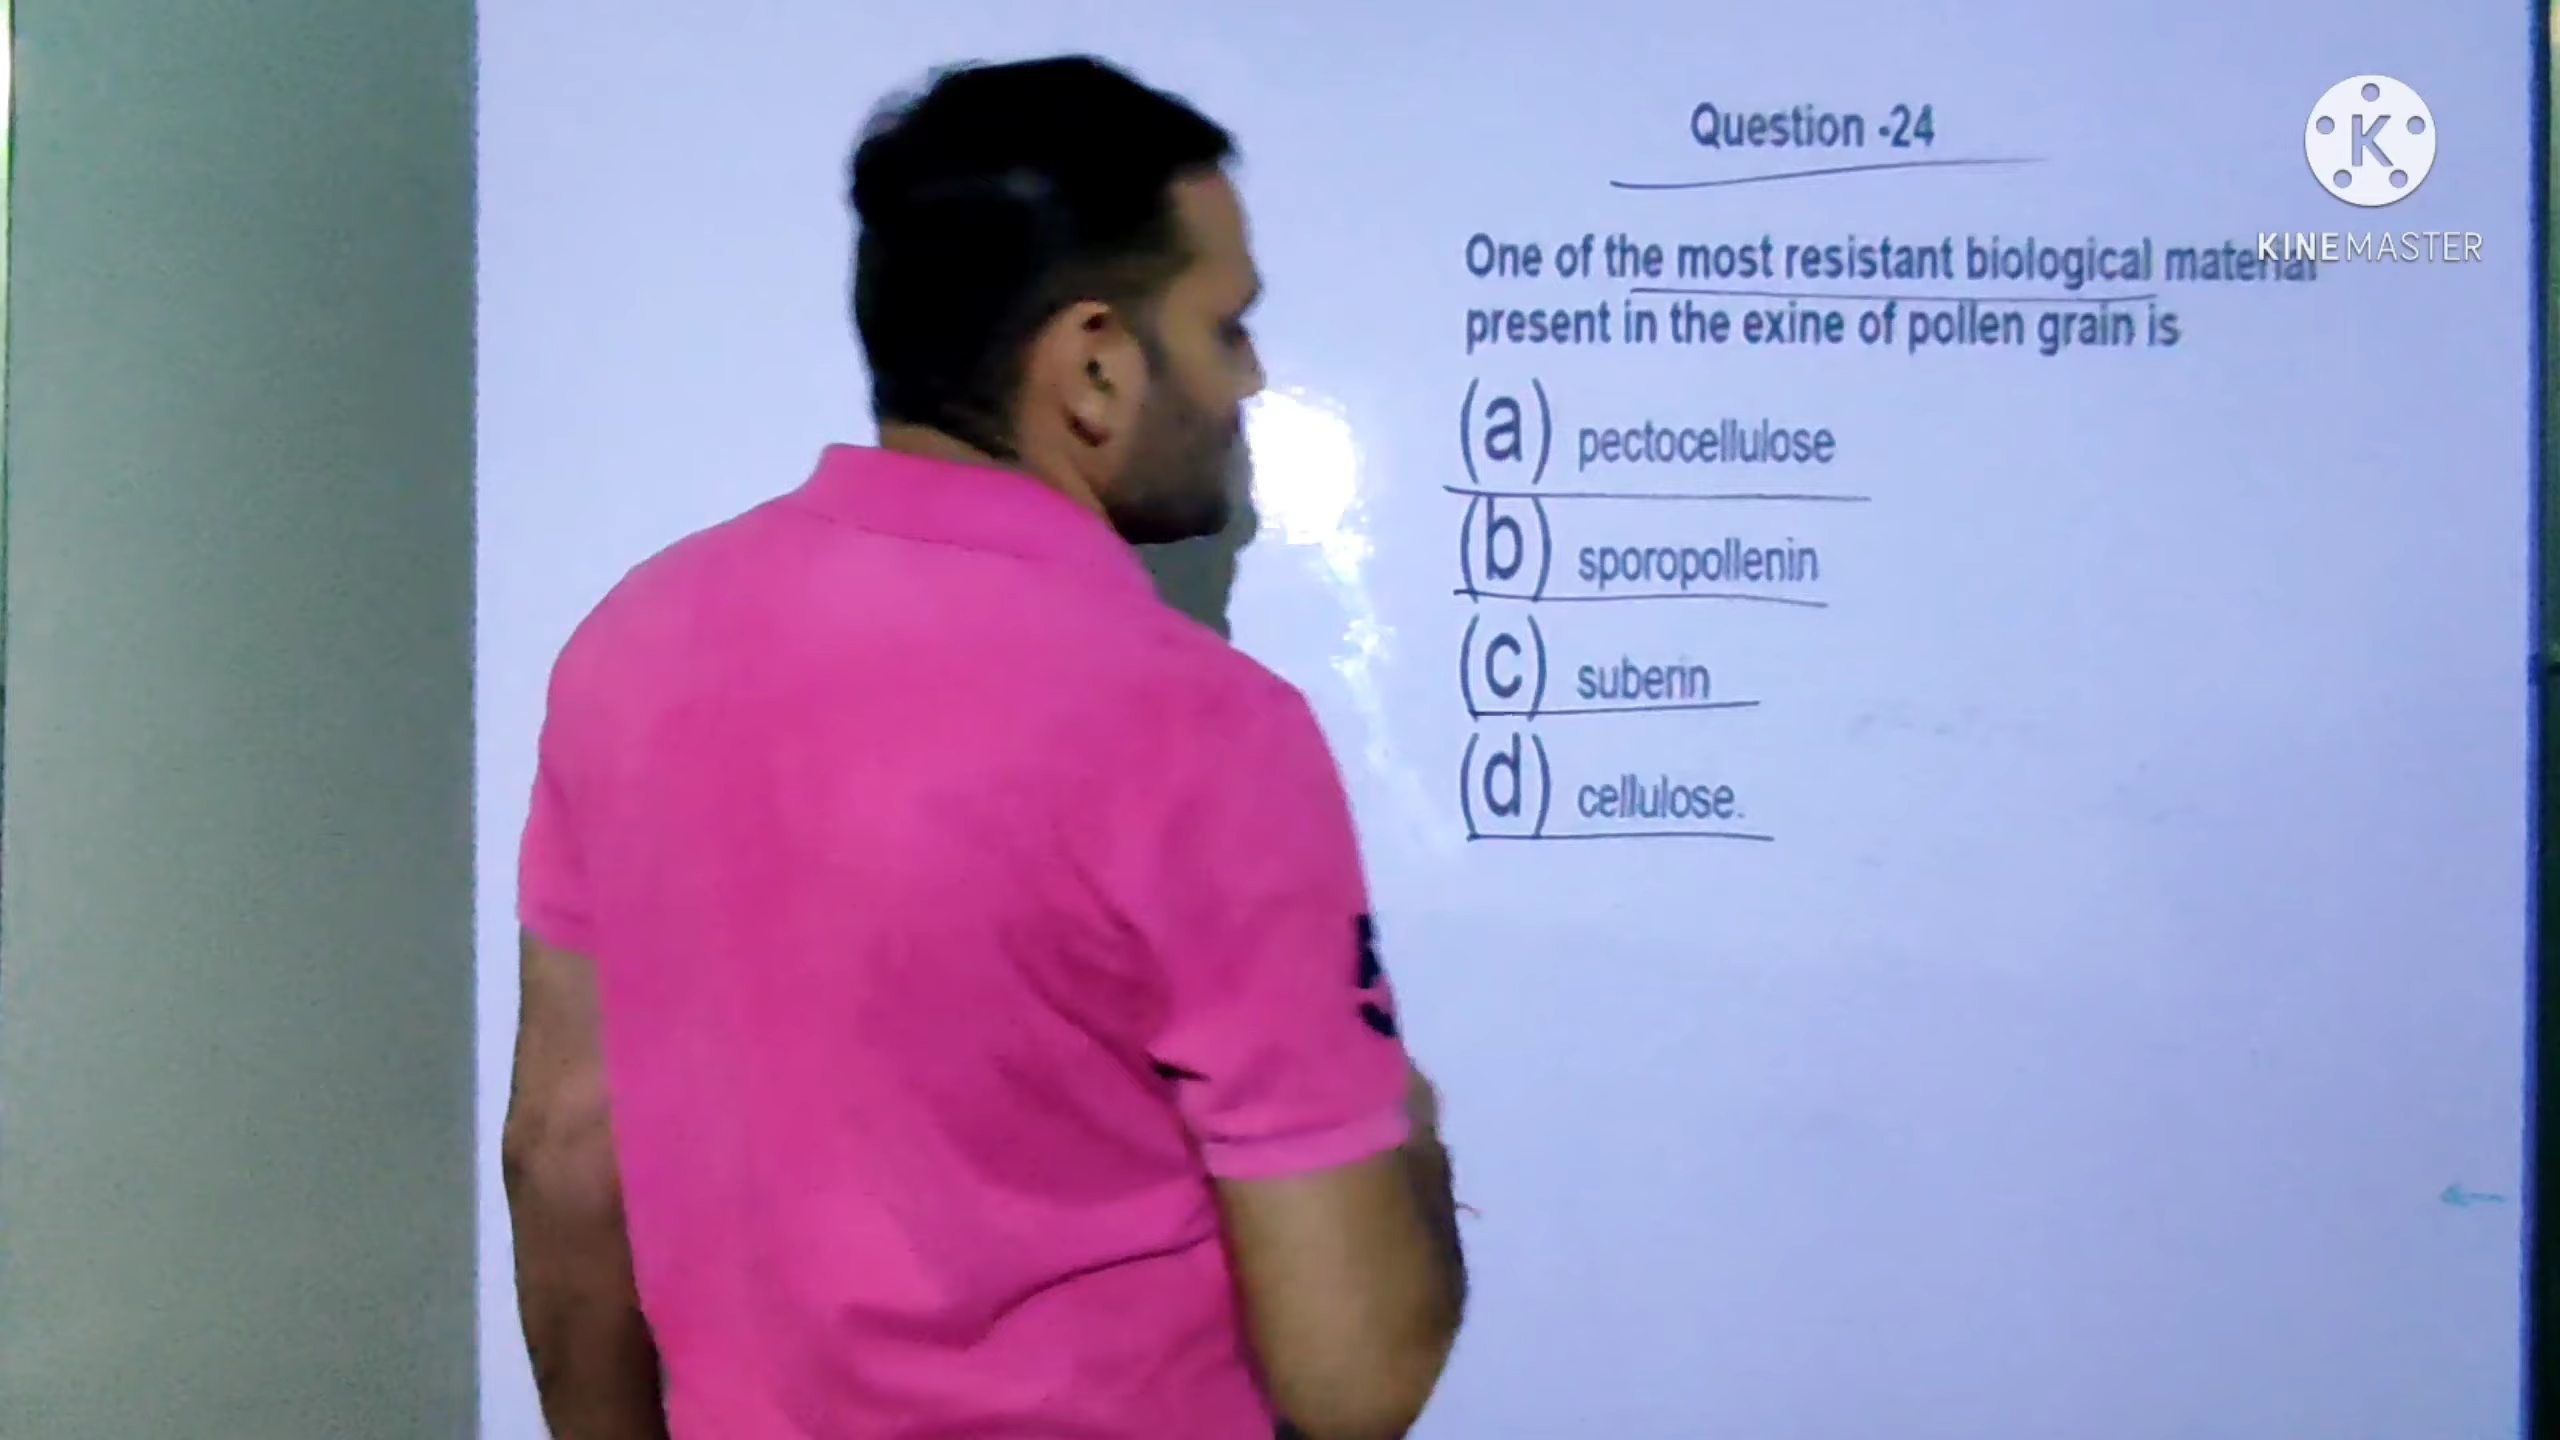 Question -24
K
KINEMASTER
One of the most resistant biological material
present in the exine of pollen grain is
(a) pectocellulose
(b) sporopollenin
(c) suberin
(d) cellulose.